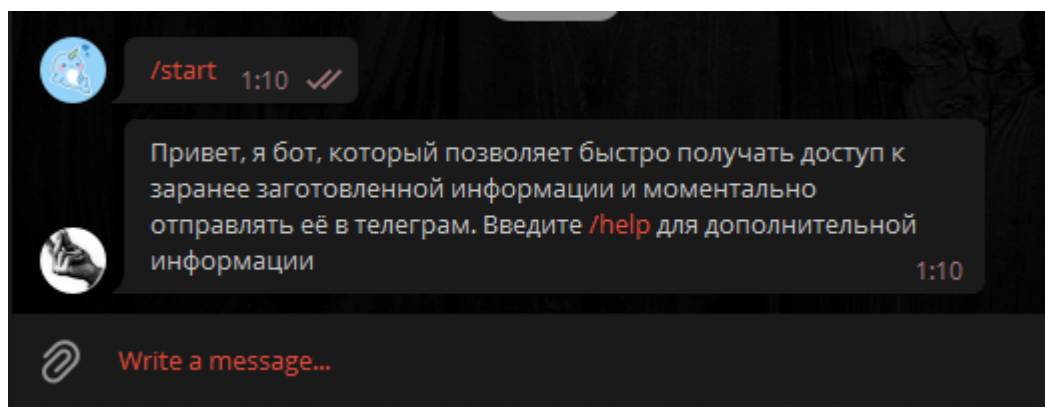 /start 1:10
Привет, я бот, который позволяет быстро получать доступ к
заранее заготовленной информации и моментально
отправлять её в телеграм. Введите /help для дополнительной
информации
1:10
Write a message...